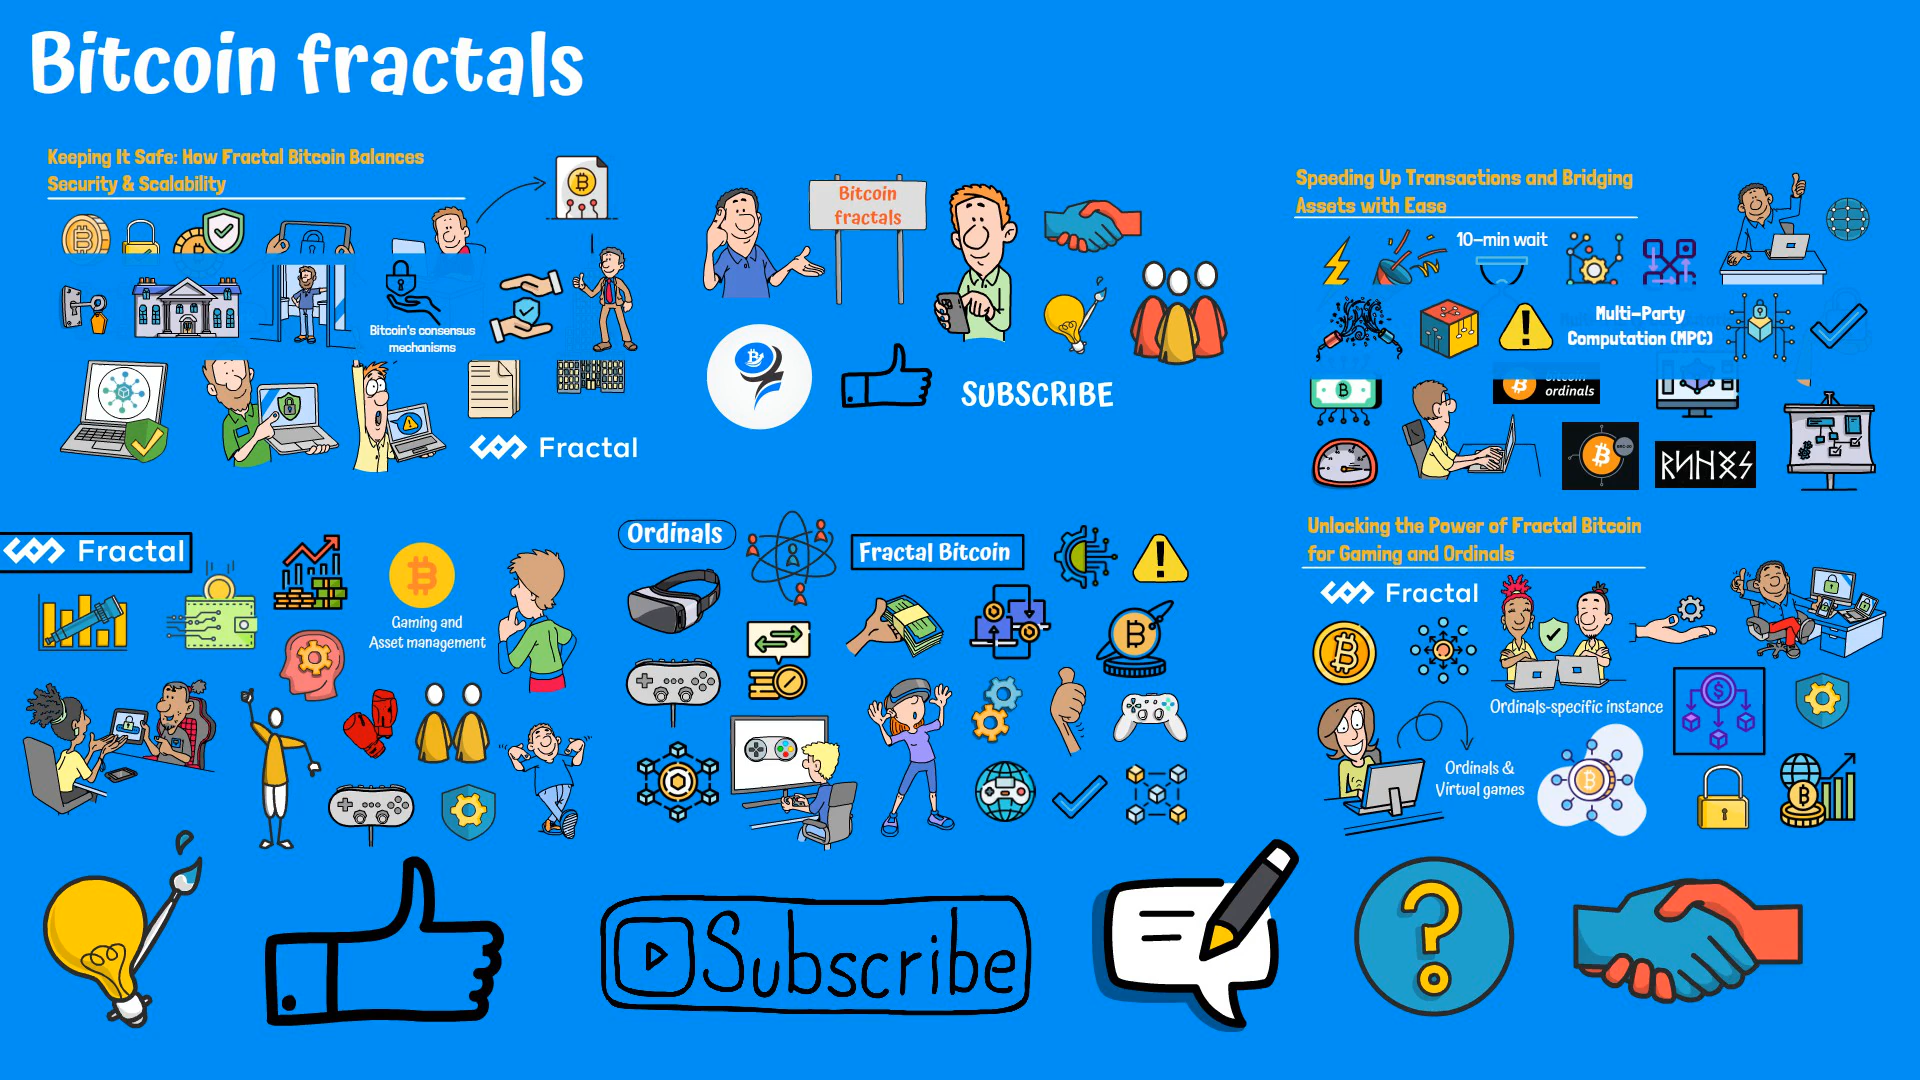 Bitcoin fractals
Keeping It Safe: How Fractal Bitcoin Balances
Security & Scalability
Bitcoin's consensus
mechanisms
Fractal
Bitcoin
fractals
SUBSCRIBE
Speeding Up Transactions and Bridging
Assets with Ease
10-min wait
Multi-Party
Computation (MPC)
ordinals
Fractal
Gaming and
Asset management
Ordinals
Fractal Bitcoin
Unlocking the Power of Fractal Bitcoin
for Gaming and Ordinals
Fractal
Ordinals-specific instance
Ordinals &
Virtual games
Subscribe